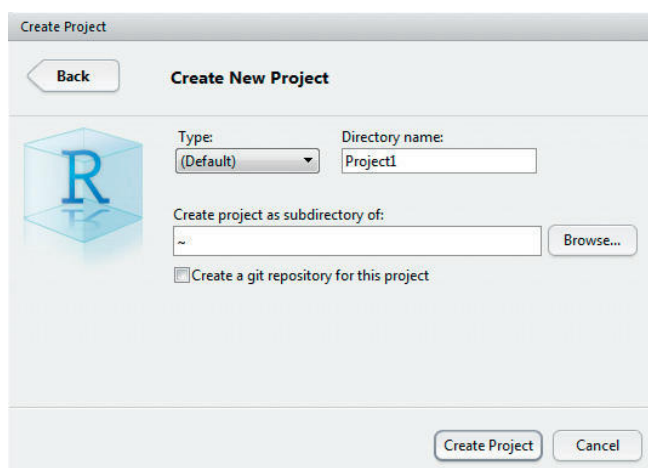 Create Project
Back
Create New Project
R
Type:
Directory name:
(Default)
Project1
Create project as subdirectory of:
~
Browse...
Create a git repository for this project
Create Project
Cancel